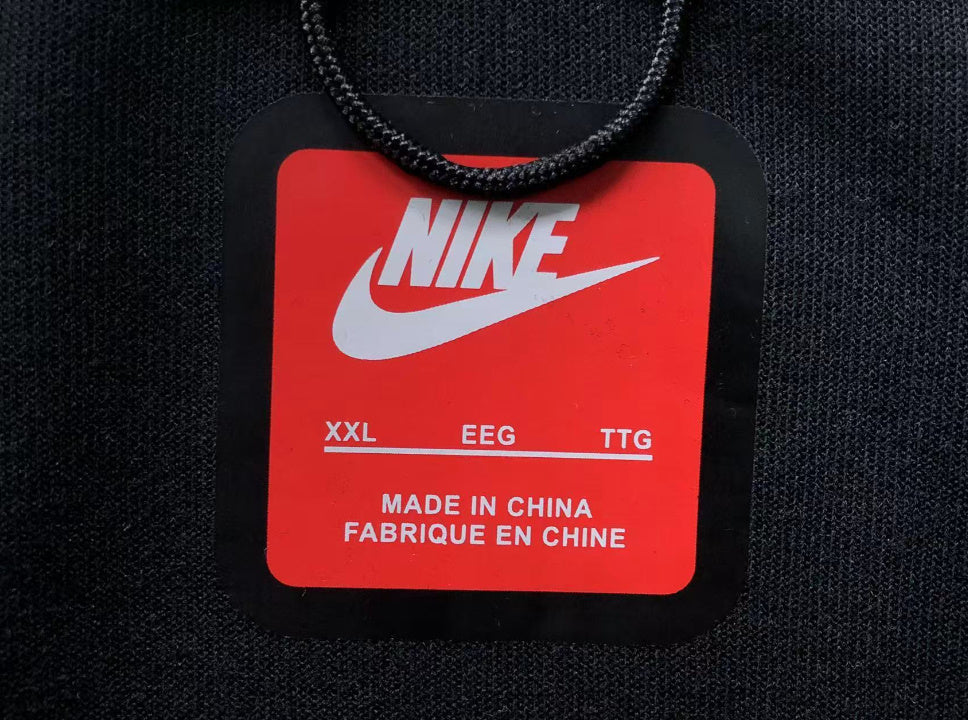 NIKE
XXL EEG TTG
MADE IN CHINA
FABRIQUE EN CHINE